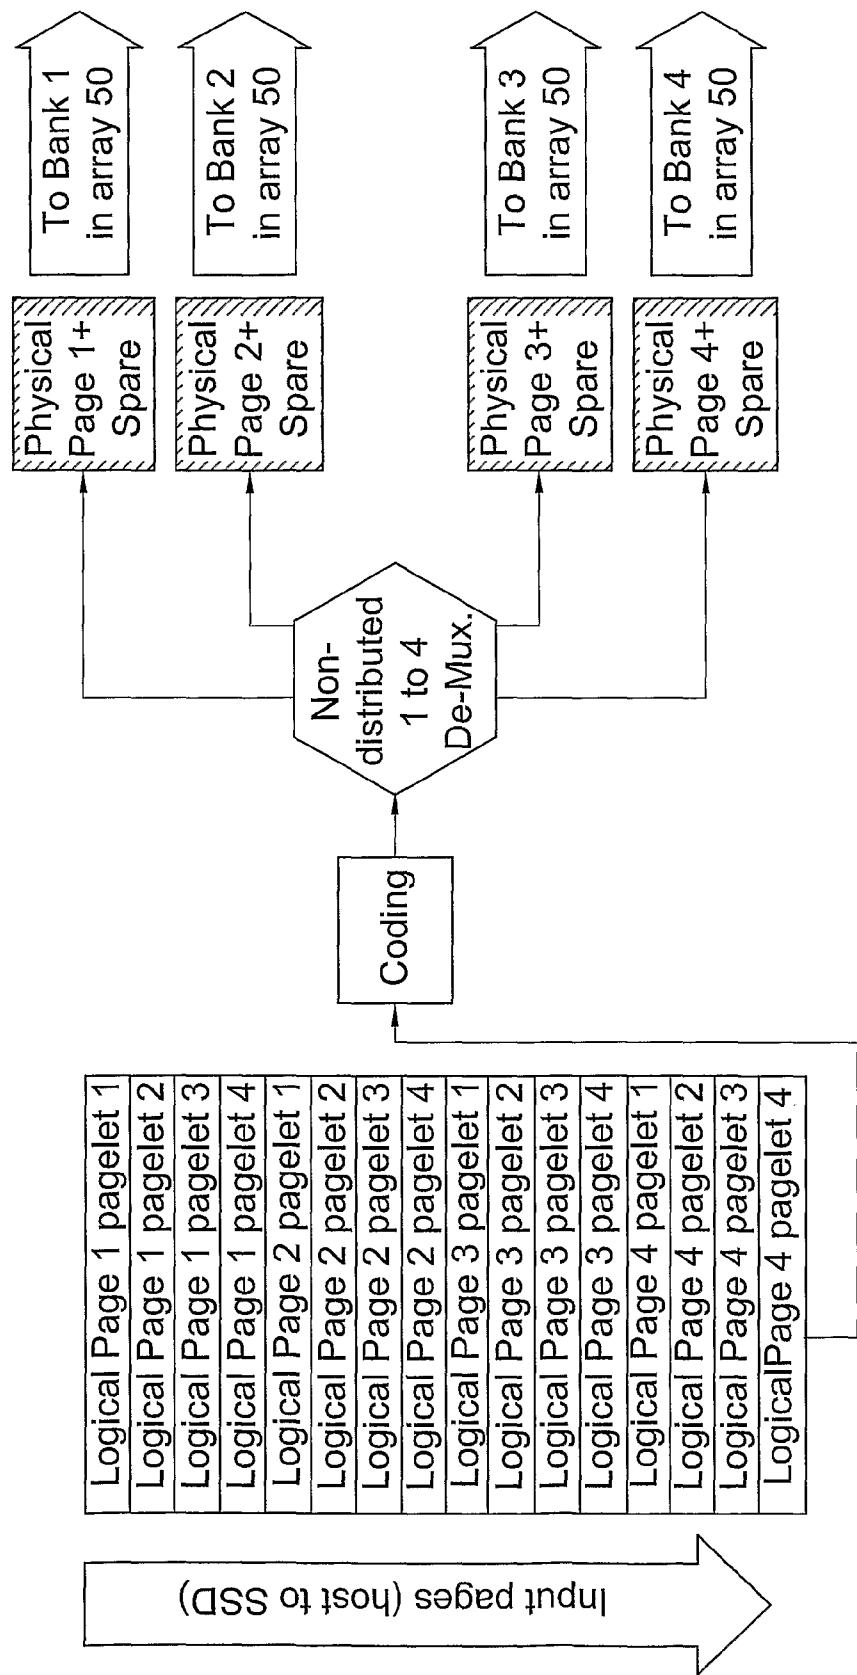 Input pages (host to SSD)
Logical Page 1 pagelet 1
Logical Page 1 pagelet 2
Logical Page 1 pagelet 3
Logical Page 1 pagelet 4
Logical Page 2 pagelet 1
Logical Page 2 pagelet 2
Logical Page 2 pagelet 3
Logical Page 2 pagelet 4
Logical Page 3 pagelet 1
Logical Page 3 pagelet 2
Logical Page 3 pagelet 3
Logical Page 3 pagelet 4
Logical Page 4 pagelet 1
Logical Page 4 pagelet 2
Logical Page 4 pagelet 3
LogicalPage 4 pagelet 4
Coding
Non-
distributed
1 to 4
De-Mux.
Physical
Page 1+
Spare
Physical
Page 2+
Spare
Physical
Page 3+
Spare
Physical
Page 4+
Spare
To Bank 1
in array 50
To Bank 2
in array 50
To Bank 3
in array 50
To Bank 4
in array 50